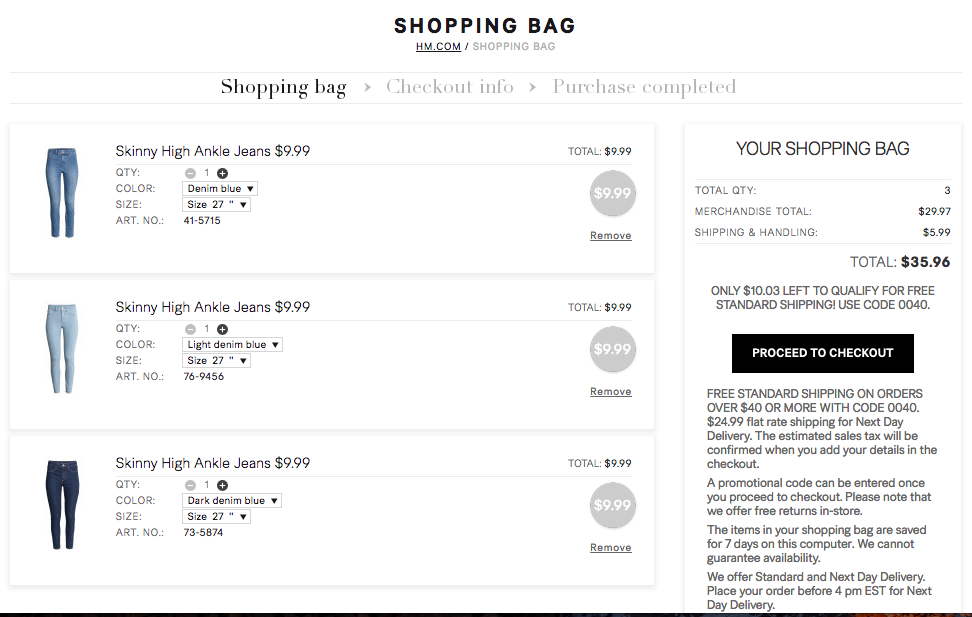 SHOPPING BAG
HM.COM / SHOPPING BAG
Shopping bag > Checkout info > Purchase completed
Skinny High Ankle Jeans $9.99
TOTAL: $9.99
QTY: 1
COLOR: Denim blue
SIZE: Size 27 "
ART. NO.: 41-5715
$9.99
Remove
Skinny High Ankle Jeans $9.99
TOTAL: $9.99
QTY: 1
COLOR: Light denim blue
SIZE: Size 27 "
ART. NO.: 76-9456
$9.99
Remove
Skinny High Ankle Jeans $9.99
TOTAL: $9.99
QTY: 1
COLOR: Dark denim blue
SIZE: Size 27 "
ART. NO.: 73-5874
$9.99
Remove
YOUR SHOPPING BAG
TOTAL QTY: 3
MERCHANDISE TOTAL: $29.97
SHIPPING & HANDLING: $5.99
TOTAL: $35.96
ONLY $10.03 LEFT TO QUALIFY FOR FREE
STANDARD SHIPPING! USE CODE 0040.
PROCEED TO CHECKOUT
FREE STANDARD SHIPPING ON ORDERS
OVER $40 OR MORE WITH CODE 0040.
$24.99 flat rate shipping for Next Day
Delivery. The estimated sales tax will be
confirmed when you add your details in the
checkout.
A promotional code can be entered once
you proceed to checkout. Please note that
we offer free returns in-store.
The items in your shopping bag are saved
for 7 days on this computer. We cannot
guarantee availability.
We offer Standard and Next Day Delivery.
Place your order before 4 pm EST for Next
Day Delivery.